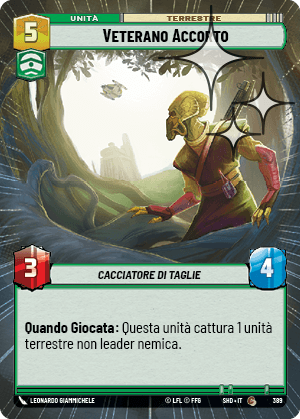 UNITÀ
TERRESTRE
5
VETERANO ACCORTO
3
4
CACCIATORE DI TAGLIE
Quando Giocata: Questa unità cattura 1 unità
terrestre non leader nemica.
LEONARDO GIAMMICHELE
© LFL © FFG
SHD • IT
389